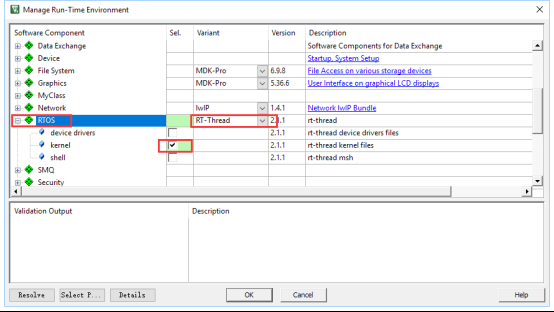 Manage Run-Time Environment
Software Component Sel. Variant Version Description
Data Exchange Software Components for Data Exchange
Device Startup, System Setup
File System MDK-Pro 6.9.8 File Access on various storage devices
Graphics MDK-Pro 5.36.6 User Interface on graphical LCD displays
MyClass
Network IwIP 1.4.1 Network IwIP Bundle
RTOS RT-Thread 2.1.1 rt-thread
device drivers 2.1.1 rt-thread device drivers files
kernel 2.1.1 rt-thread kernel files
shell 2.1.1 rt-thread msh
SMQ
Security
Validation Output Description
Resolve Select P... Details OK Cancel Help